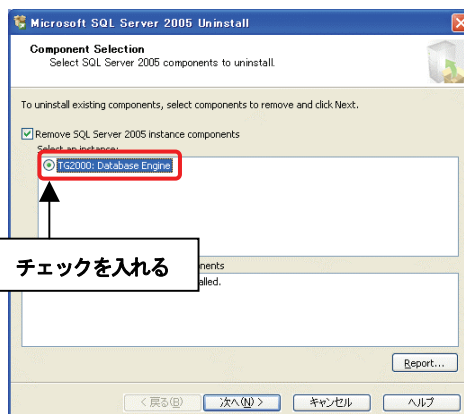 Microsoft SQL Server 2005 Uninstall
Component Selection
Select SQL Server 2005 components to uninstall.
To uninstall existing components, select components to remove and click Next.
Remove SQL Server 2005 instance components
Select an instance:
TG2000: Database Engine
チェックを入れる
nents
alled.
Report...
< 戻る(B)
次へ(N) >
キャンセル
ヘルプ